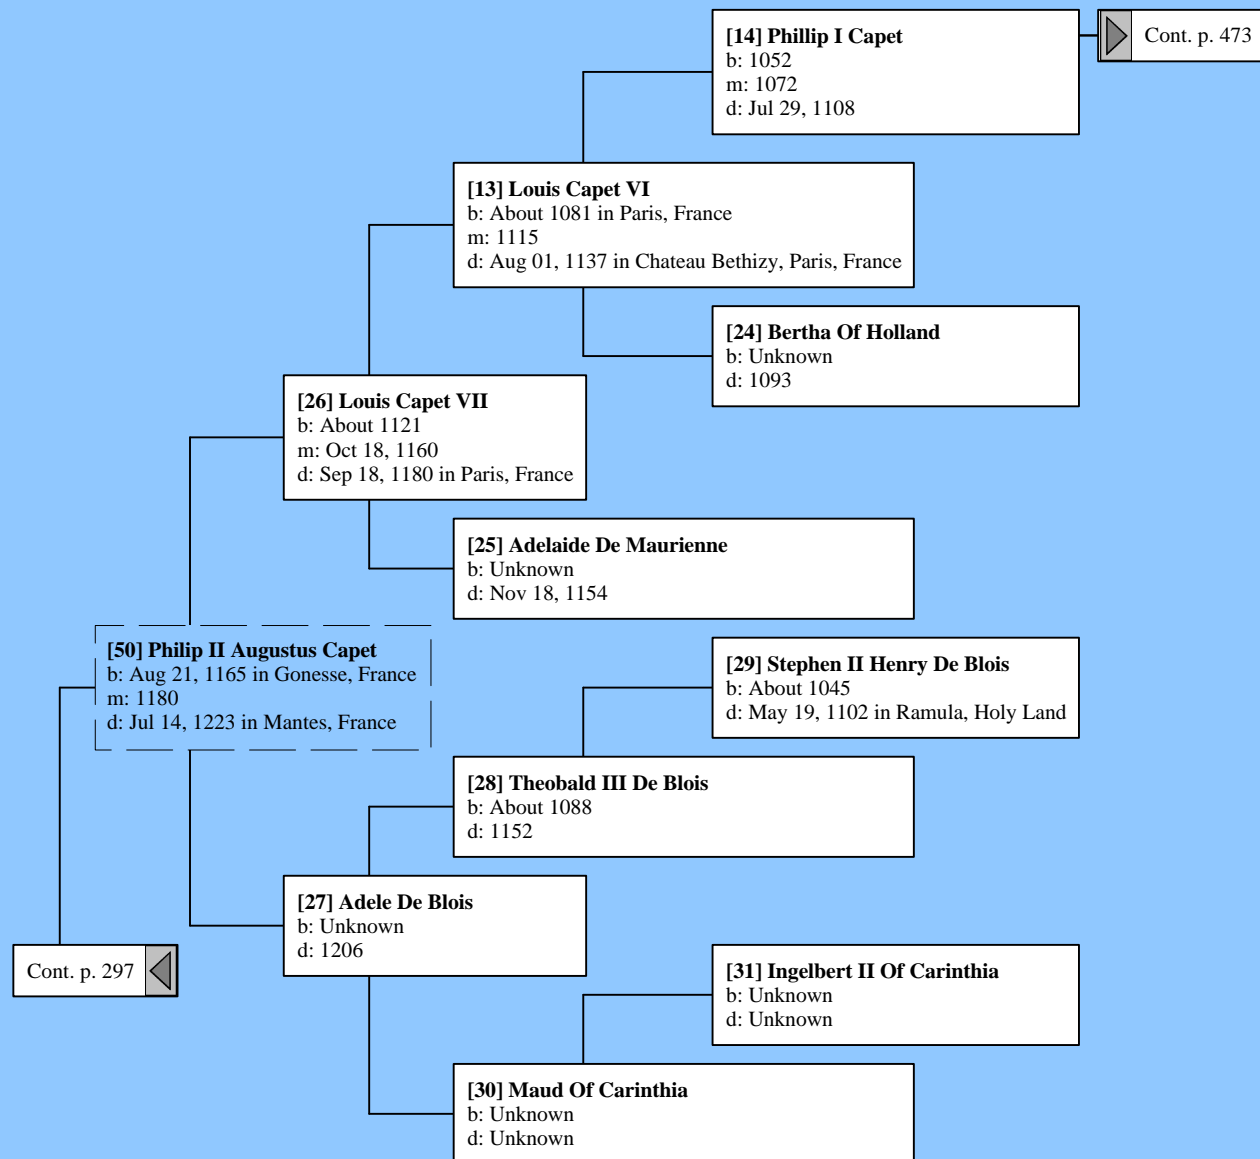 [14] Phillip I Capet
b: 1052
m: 1072
d: Jul 29, 1108
Cont. p. 473
[13] Louis Capet VI
b: About 1081 in Paris, France
m: 1115
d: Aug 01, 1137 in Chateau Bethizy, Paris, France
[24] Bertha Of Holland
b: Unknown
d: 1093
[26] Louis Capet VII
b: About 1121
m: Oct 18, 1160
d: Sep 18, 1180 in Paris, France
[25] Adelaide De Maurienne
b: Unknown
d: Nov 18, 1154
[50] Philip II Augustus Capet
b: Aug 21, 1165 in Gonesse, France
m: 1180
d: Jul 14, 1223 in Mantes, France
[29] Stephen II Henry De Blois
b: About 1045
d: May 19, 1102 in Ramula, Holy Land
[28] Theobald III De Blois
b: About 1088
d: 1152
[27] Adele De Blois
b: Unknown
d: 1206
Cont. p. 297
[31] Ingelbert II Of Carinthia
b: Unknown
d: Unknown
[30] Maud Of Carinthia
b: Unknown
d: Unknown